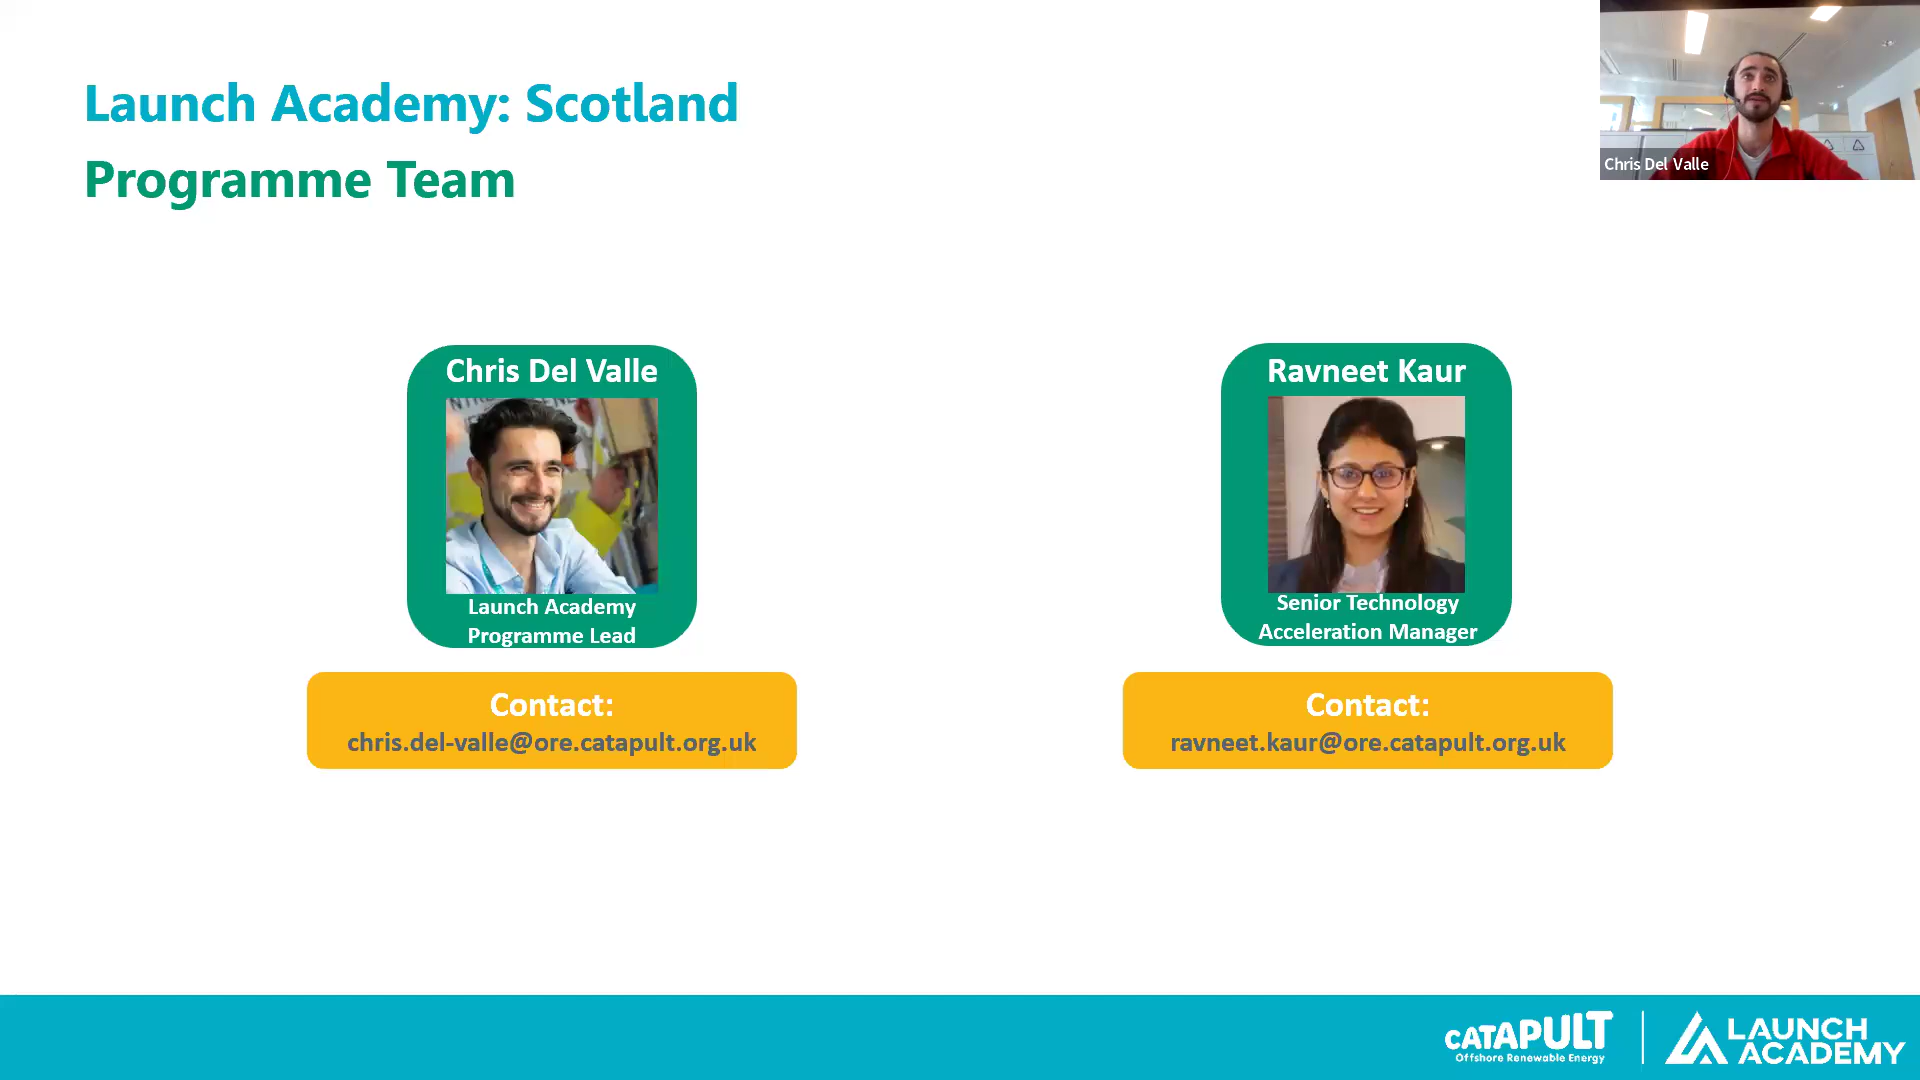 Launch Academy: Scotland
Programme Team
Chris Del Valle
Chris Del Valle
Launch Academy
Programme Lead
Contact:
chris.del-valle@ore.catapult.org.uk
Ravneet Kaur
Senior Technology
Acceleration Manager
Contact:
ravneet.kaur@ore.catapult.org.uk
CATAPULT
Offshore Renewable Energy
LAUNCH
ACADEMY